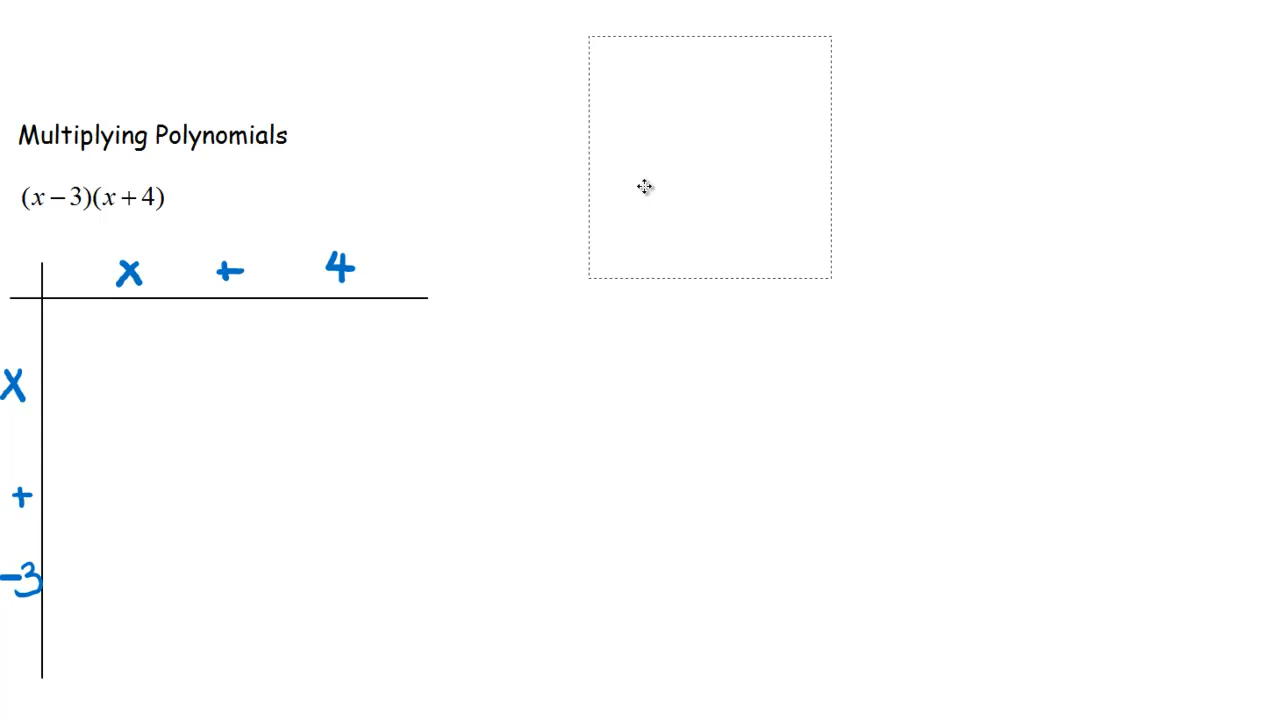 Multiplying Polynomials
(x − 3)(x + 4)
x + 4
x
+
−3